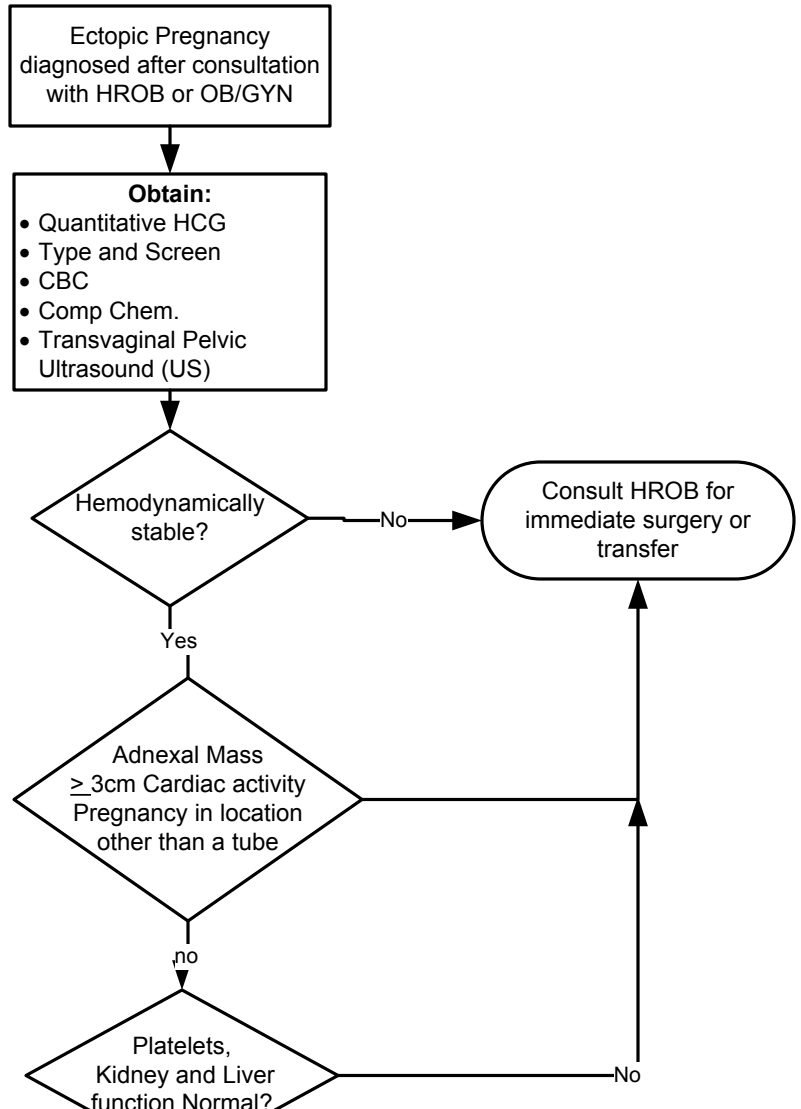 Ectopic Pregnancy
diagnosed after consultation
with HROB or OB/GYN
Obtain:
• Quantitative HCG
• Type and Screen
• CBC
• Comp Chem.
• Transvaginal Pelvic
Ultrasound (US)
Hemodynamically
stable?
No
Consult HROB for
immediate surgery or
transfer
Yes
Adnexal Mass
≥ 3cm Cardiac activity
Pregnancy in location
other than a tube
no
Platelets,
Kidney and Liver
function Normal?
No